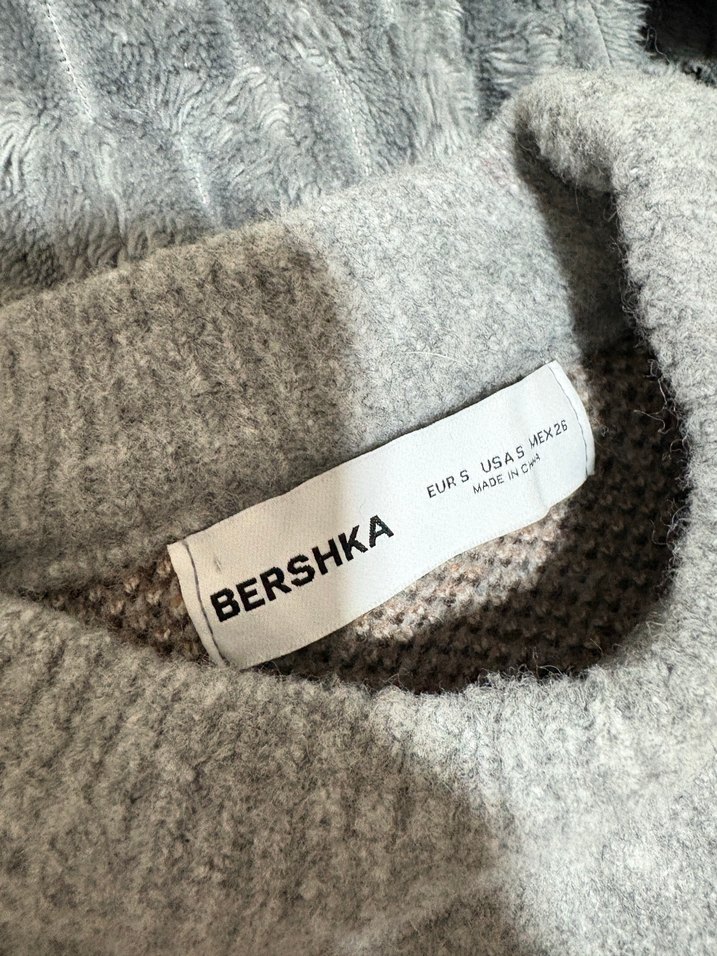 BERSHKA
EUR S USA S MEX 26
MADE IN CHINA